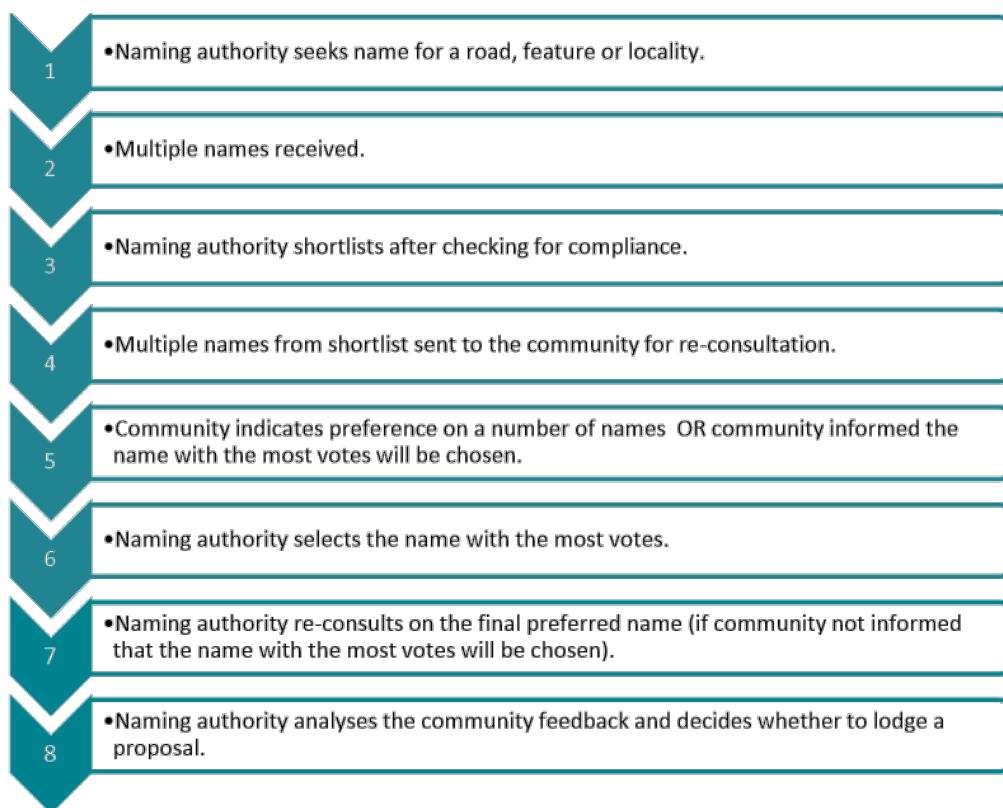 1
•Naming authority seeks name for a road, feature or locality.
2
•Multiple names received.
3
•Naming authority shortlists after checking for compliance.
4
•Multiple names from shortlist sent to the community for re-consultation.
5
•Community indicates preference on a number of names OR community informed the
name with the most votes will be chosen.
6
•Naming authority selects the name with the most votes.
7
•Naming authority re-consults on the final preferred name (if community not informed
that the name with the most votes will be chosen).
8
•Naming authority analyses the community feedback and decides whether to lodge a
proposal.